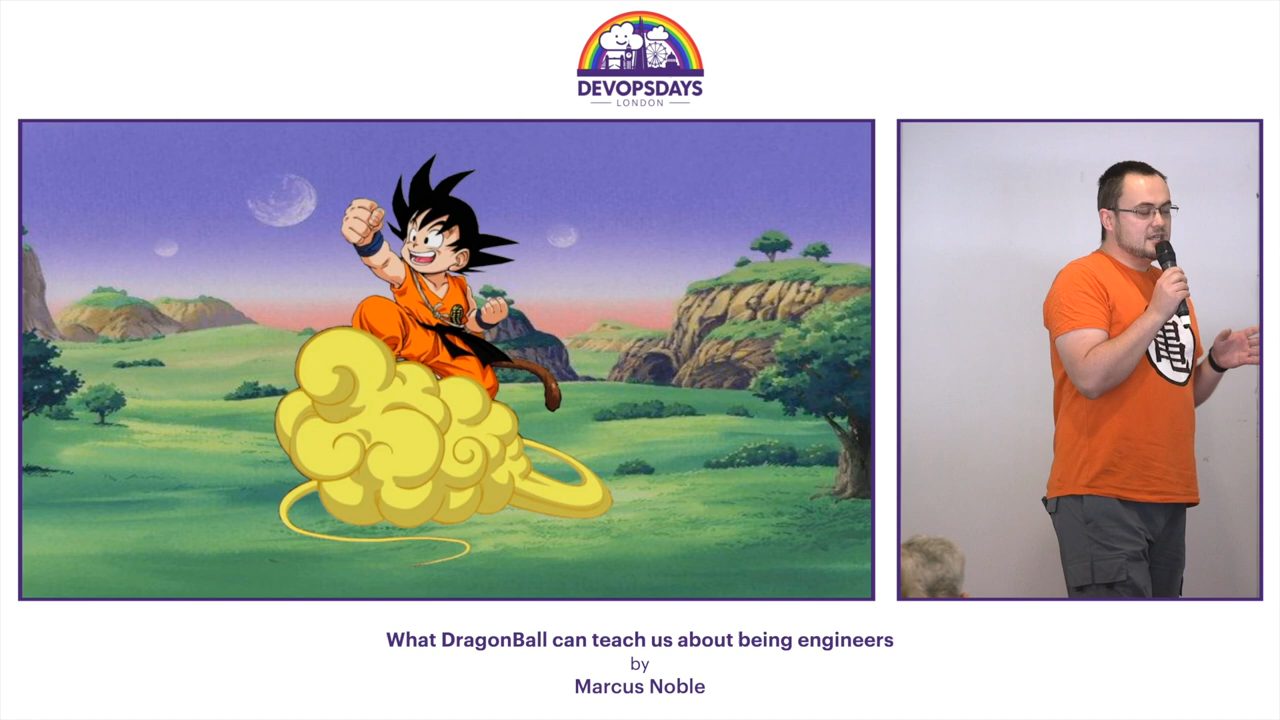 DEVOPSDAYS
LONDON
亀
What DragonBall can teach us about being engineers
by
Marcus Noble